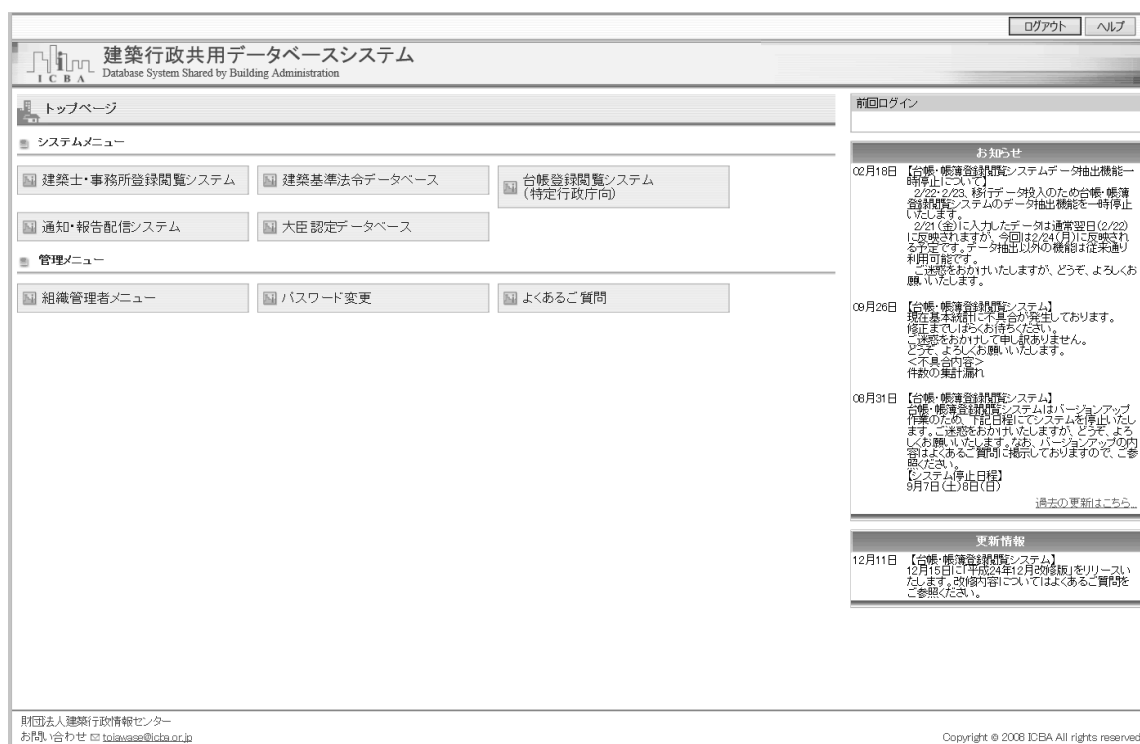 ログアウト ヘルプ
ICBA
建築行政共用データベースシステム
Database System Shared by Building Administration
トップページ
システムメニュー
建築士・事務所登録閲覧システム
建築基準法令データベース
台帳登録閲覧システム
(特定行政庁向)
通知・報告配信システム
大臣認定データベース
管理メニュー
組織管理者メニュー
パスワード変更
よくあるご質問
前回ログイン
お知らせ
02月18日 【台帳・帳簿登録閲覧システムデータ抽出機能一
時停止について】
2/22・2/23、移行データ投入のため台帳・帳簿
登録閲覧システムのデータ抽出機能を一時停止
いたします。
2/21(金)に入力したデータは通常翌日(2/22)
に反映されますが、今回は2/24(月)に反映され
る予定です。データ抽出以外の機能は従来通り
利用可能です。
ご迷惑をおかけいたしますが、どうぞ、よろしくお
願いいたします。
09月26日 【台帳・帳簿登録閲覧システム】
現在基本統計に不具合が発生しております。
修正までしばらくお待ちください。
ご迷惑をおかけして申し訳ありません。
どうぞ、よろしくお願いいたします。
<不具合内容>
件数の集計漏れ
08月31日 【台帳・帳簿登録閲覧システム】
台帳・帳簿登録閲覧システムはバージョンアップ
作業のため、下記日程にてシステムを停止いたし
ます。ご迷惑をおかけいたしますが、どうぞ、よろ
しくお願いいたします。なお、バージョンアップの内
容はよくあるご質問に掲示しておりますので、ご参
照ください。
【システム停止日程】
9月7日(土)8日(日)
過去の更新はこちら...
更新情報
12月11日 【台帳・帳簿登録閲覧システム】
12月15日に「平成24年12月改修版」をリリースい
たします。改修内容についてはよくあるご質問を
ご参照ください。
財団法人建築行政情報センター
お問い合わせ toiawase@icba.or.jp
Copyright © 2008 ICBA All rights reserved